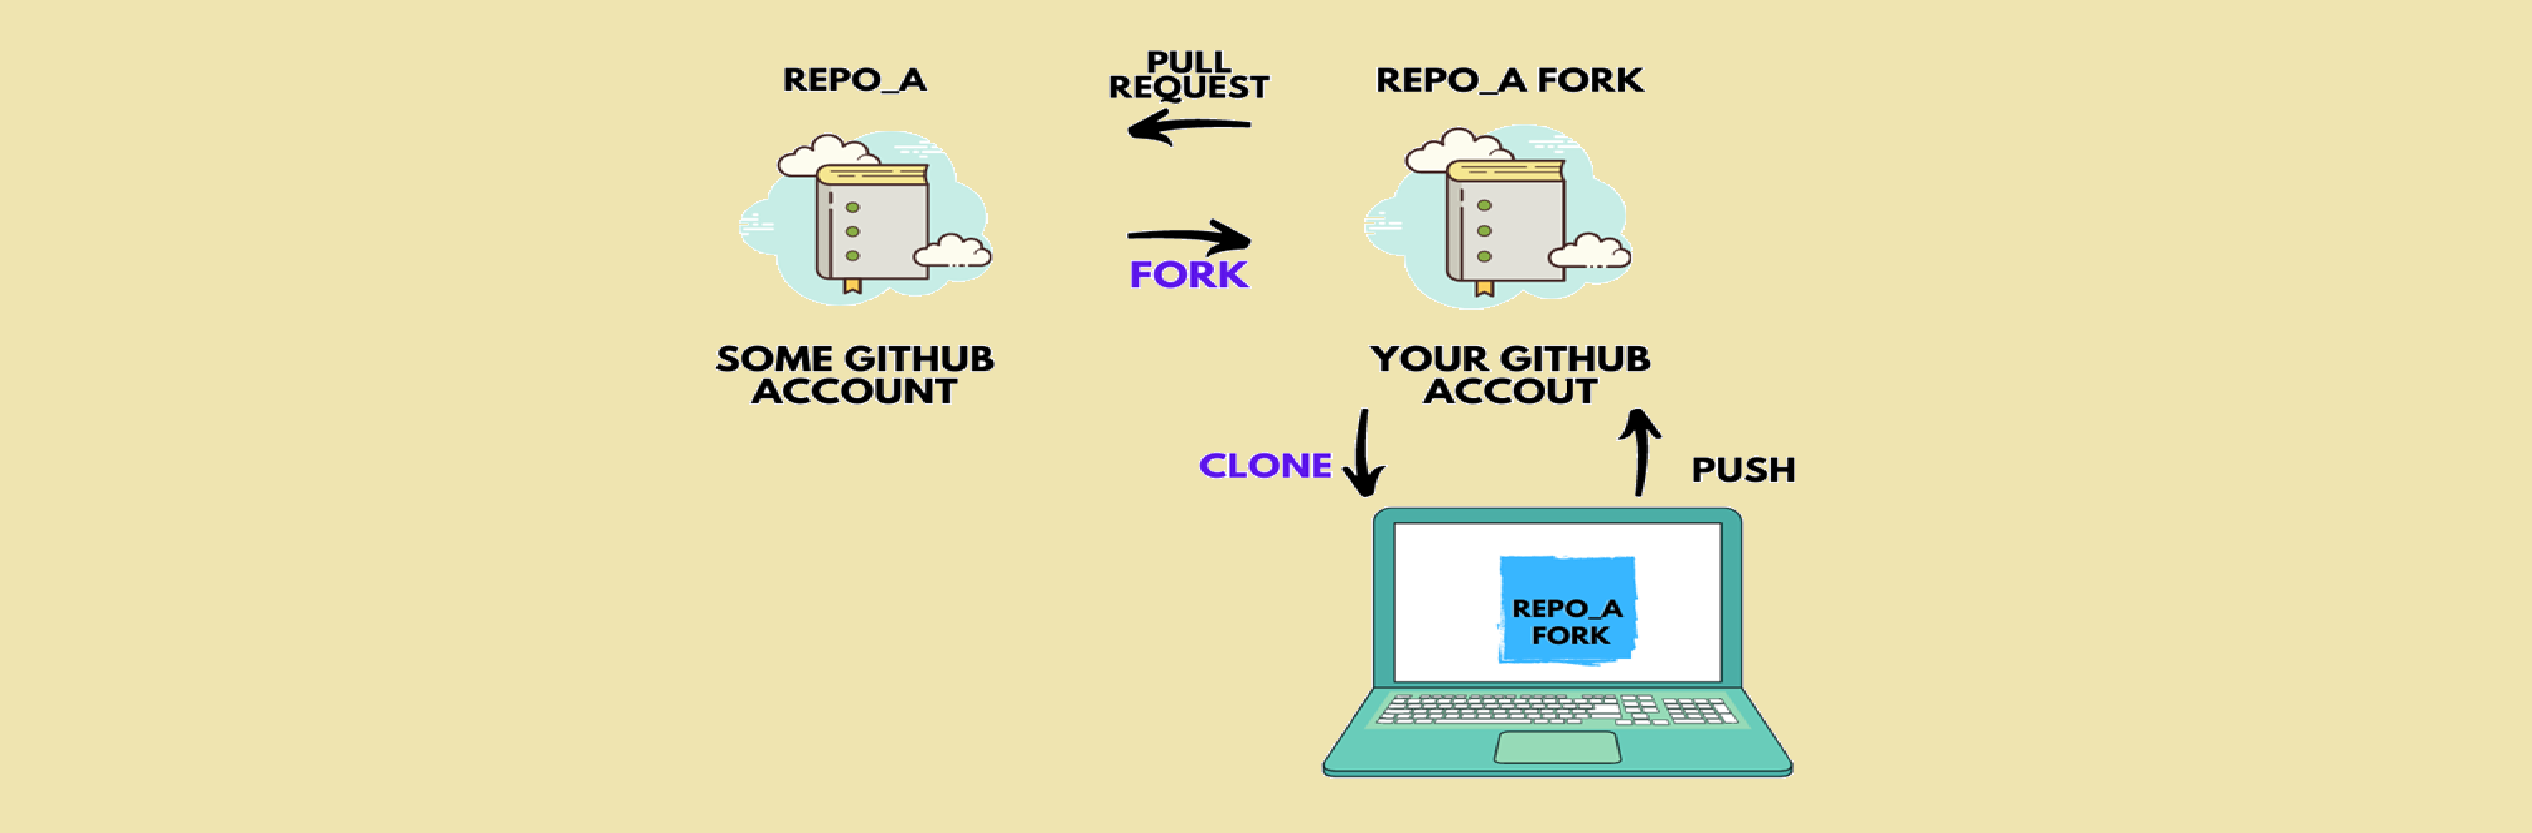 REPO_A
PULL
REQUEST
REPO_A FORK
FORK
SOME GITHUB
ACCOUNT
YOUR GITHUB
ACCOUT
CLONE
PUSH
REPO_A
FORK